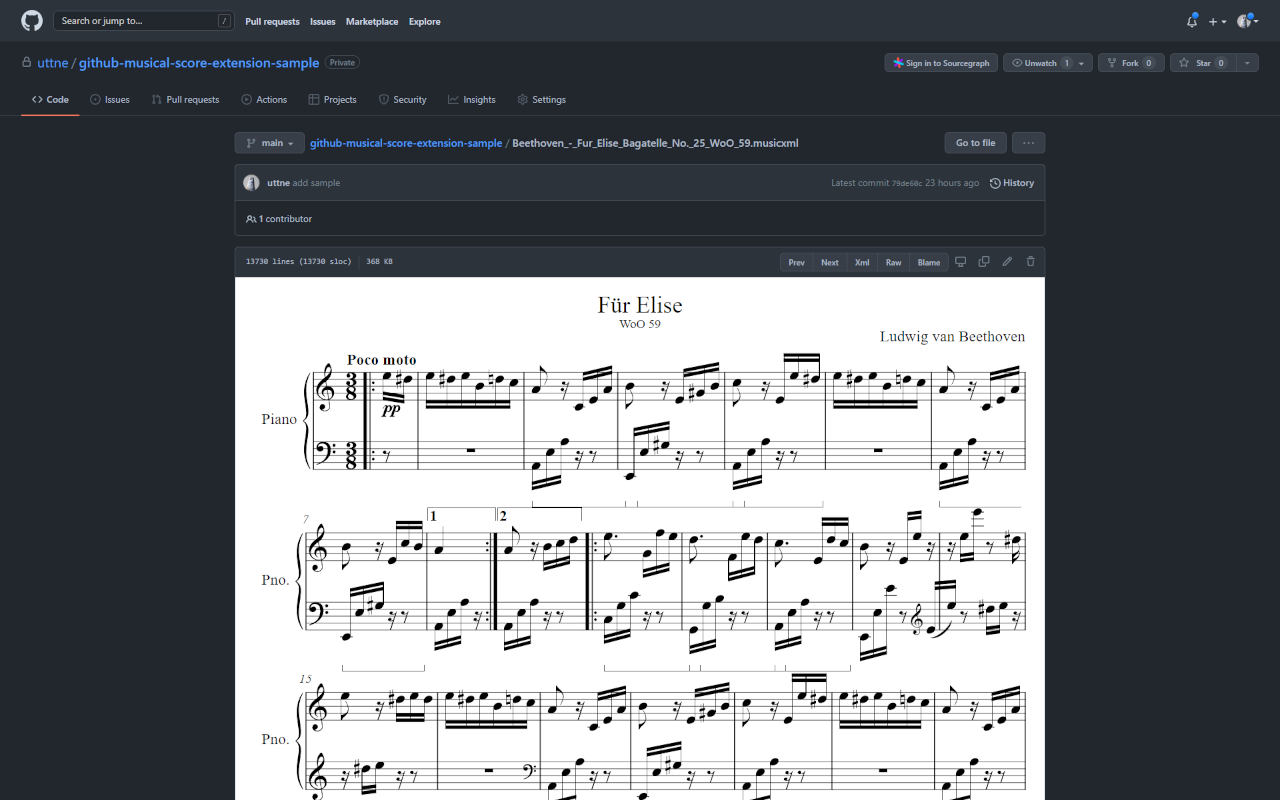 Search or jump to... /
Pull requests Issues Marketplace Explore
uttne / github-musical-score-extension-sample Private
Sign in to Sourcegraph Unwatch 1 Fork 0 Star 0
Code Issues Pull requests Actions Projects Security Insights Settings
main github-musical-score-extension-sample / Beethoven_-_Fur_Elise_Bagatelle_No._25_WoO_59.musicxml Go to file ...
uttne add sample Latest commit 79de60c 23 hours ago History
1 contributor
13730 lines (13730 sloc) 368 KB Prev Next Xml Raw Blame
Für Elise
WoO 59
Ludwig van Beethoven
Poco moto
3 8
pp
Piano
3 8
7 1 2
Pno.
15
Pno.